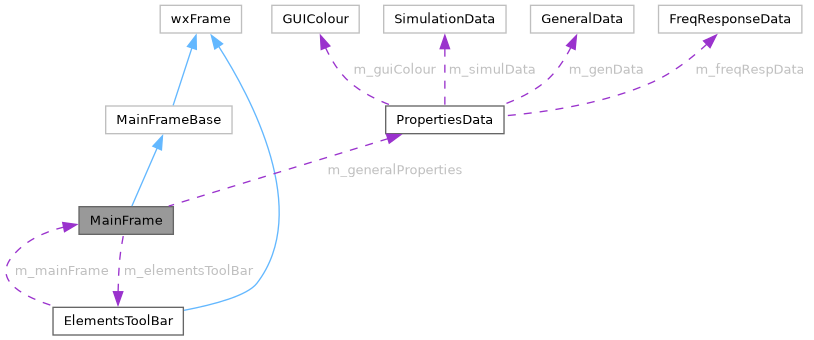 wxFrame
GUIColour
SimulationData
GeneralData
FreqResponseData
m_guiColour
m_simulData
m_genData
m_freqRespData
MainFrameBase
PropertiesData
m_generalProperties
MainFrame
m_mainFrame
m_elementsToolBar
ElementsToolBar